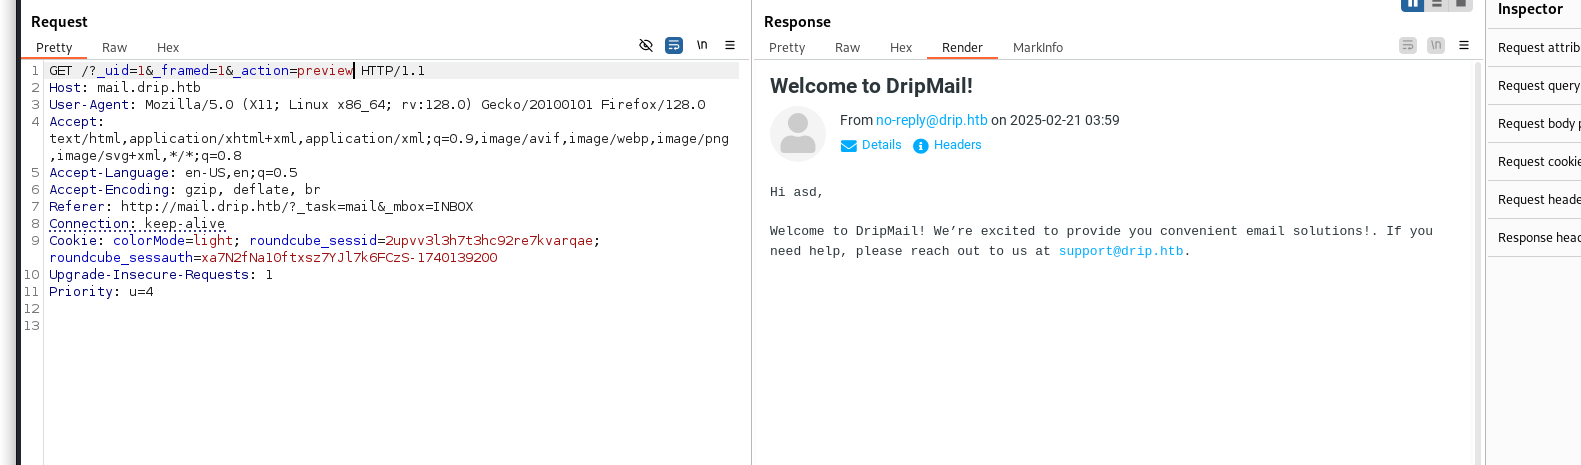 Request
Response
Inspector
Pretty Raw Hex \n
Pretty Raw Hex Render MarkInfo \n
1 GET /?_uid=1&_framed=1&_action=preview HTTP/1.1
2 Host: mail.drip.htb
3 User-Agent: Mozilla/5.0 (X11; Linux x86_64; rv:128.0) Gecko/20100101 Firefox/128.0
4 Accept:
text/html,application/xhtml+xml,application/xml;q=0.9,image/avif,image/webp,image/png
,image/svg+xml,*/*;q=0.8
5 Accept-Language: en-US,en;q=0.5
6 Accept-Encoding: gzip, deflate, br
7 Referer: http://mail.drip.htb/?_task=mail&_mbox=INBOX
8 Connection: keep-alive
9 Cookie: colorMode=light; roundcube_sessid=2upvv3l3h7t3hc92re7kvarqae;
roundcube_sessauth=xa7N2fNa10ftxsz7YJl7k6FCzS-1740139200
10 Upgrade-Insecure-Requests: 1
11 Priority: u=4
12
13
Welcome to DripMail!
From no-reply@drip.htb on 2025-02-21 03:59
Details Headers
Hi asd,
Welcome to DripMail! We’re excited to provide you convenient email solutions!. If you
need help, please reach out to us at support@drip.htb.
Request attrib
Request query
Request body p
Request cookie
Request heade
Response head